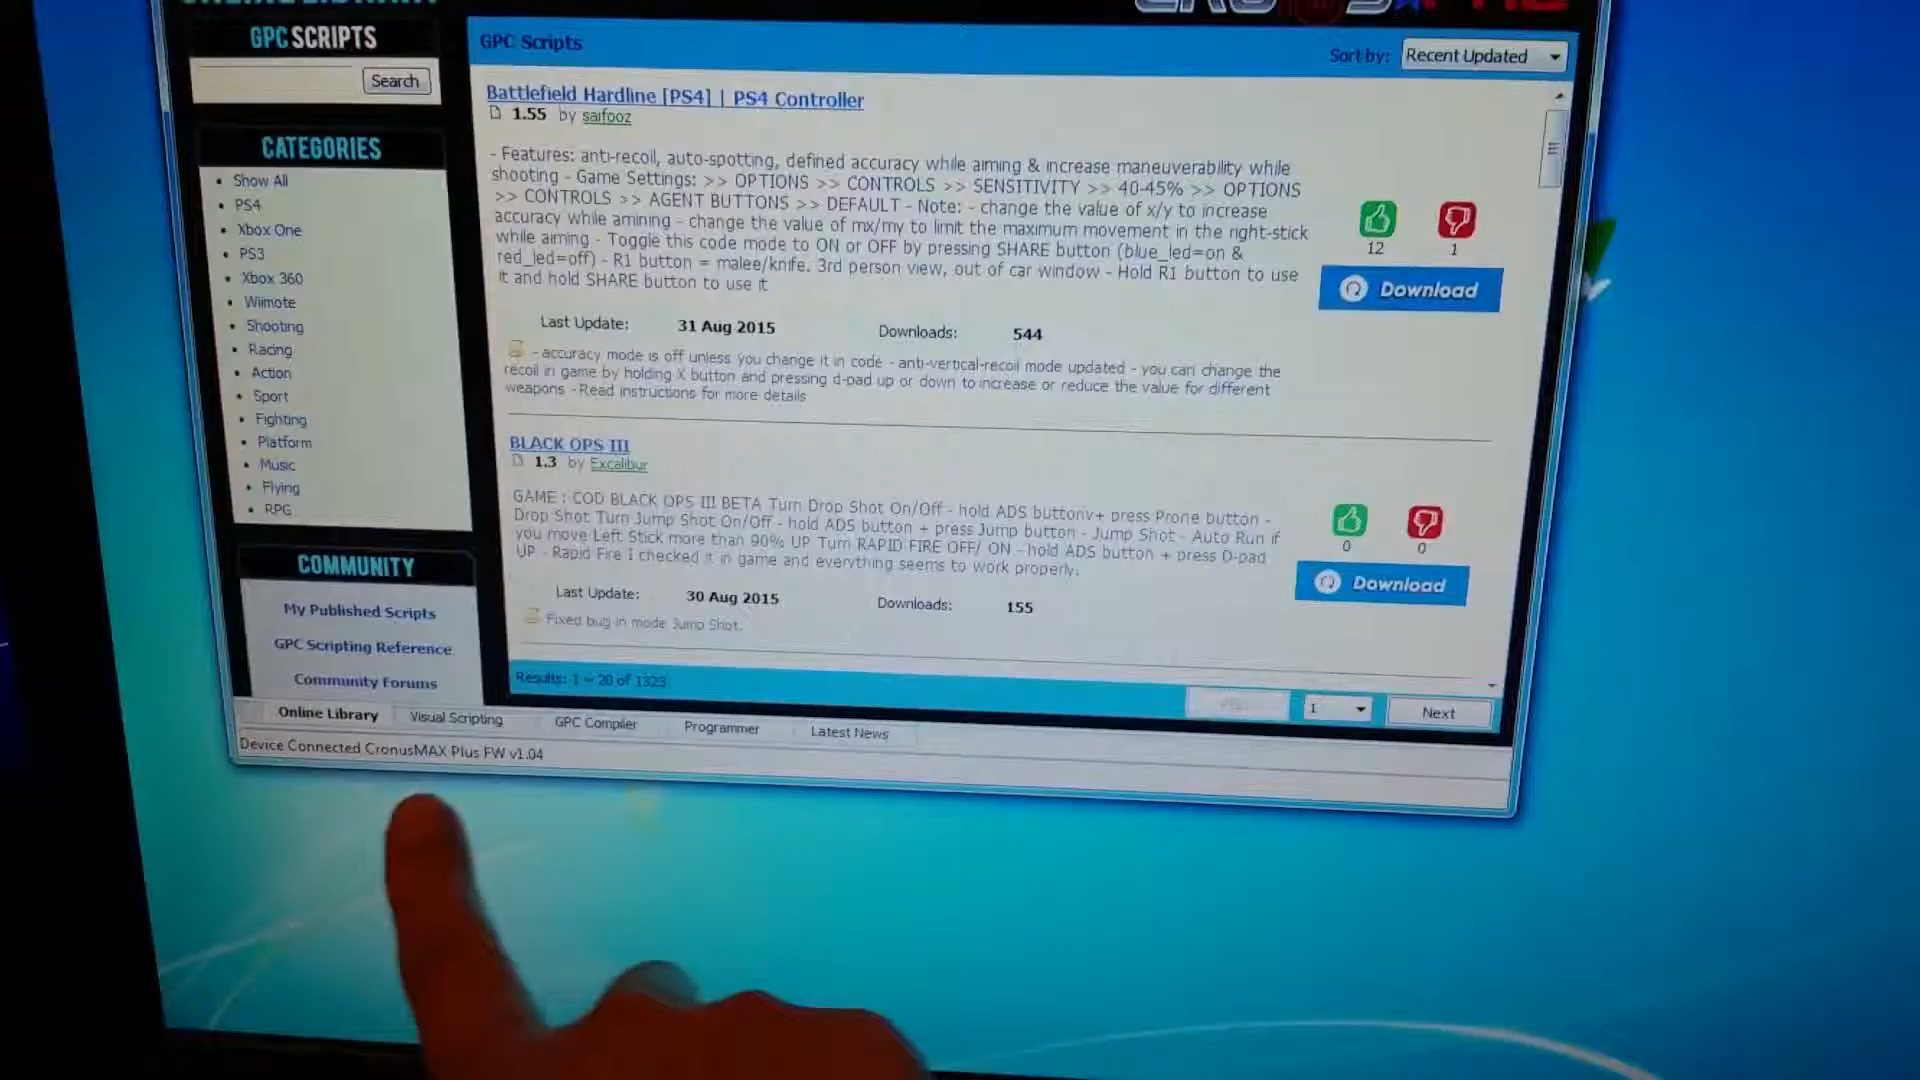 ONLINE LIBRARY
GPC SCRIPTS
Search
CATEGORIES
Show All
PS4
Xbox One
PS3
Xbox 360
Wiimote
Shooting
Racing
Action
Sport
Fighting
Platform
Music
Flying
RPG
COMMUNITY
My Published Scripts
GPC Scripting Reference
Community Forums
GPC Scripts
Sort by: Recent Updated
Battlefield Hardline [PS4] | PS4 Controller
1.55 by saifooz
- Features: anti-recoil, auto-spotting, defined accuracy while aiming & increase maneuverability while
shooting - Game Settings: >> OPTIONS >> CONTROLS >> SENSITIVITY >> 40-45% >> OPTIONS
>> CONTROLS >> AGENT BUTTONS >> DEFAULT - Note: - change the value of x/y to increase
accuracy while amining - change the value of mx/my to limit the maximum movement in the right-stick
while aiming - Toggle this code mode to ON or OFF by pressing SHARE button (blue_led=on &
red_led=off) - R1 button = malee/knife. 3rd person view, out of car window - Hold R1 button to use
it and hold SHARE button to use it
12
1
Download
Last Update: 31 Aug 2015 Downloads: 544
- accuracy mode is off unless you change it in code - anti-vertical-recoil mode updated - you can change the
recoil in game by holding X button and pressing d-pad up or down to increase or reduce the value for different
weapons - Read instructions for more details
BLACK OPS III
1.3 by Excalibur
GAME : COD BLACK OPS III BETA Turn Drop Shot On/Off - hold ADS buttonv+ press Prone button -
Drop Shot Turn Jump Shot On/Off - hold ADS button + press Jump button - Jump Shot - Auto Run if
you move Left Stick more than 90% UP Turn RAPID FIRE OFF/ ON - hold ADS button + press D-pad
UP - Rapid Fire I checked it in game and everything seems to work properly.
0
0
Download
Last Update: 30 Aug 2015 Downloads: 155
Fixed bug in mode Jump Shot.
Results: 1 - 20 of 1323
1
Next
Online Library Visual Scripting GPC Compiler Programmer Latest News
Device Connected CronusMAX Plus FW v1.04